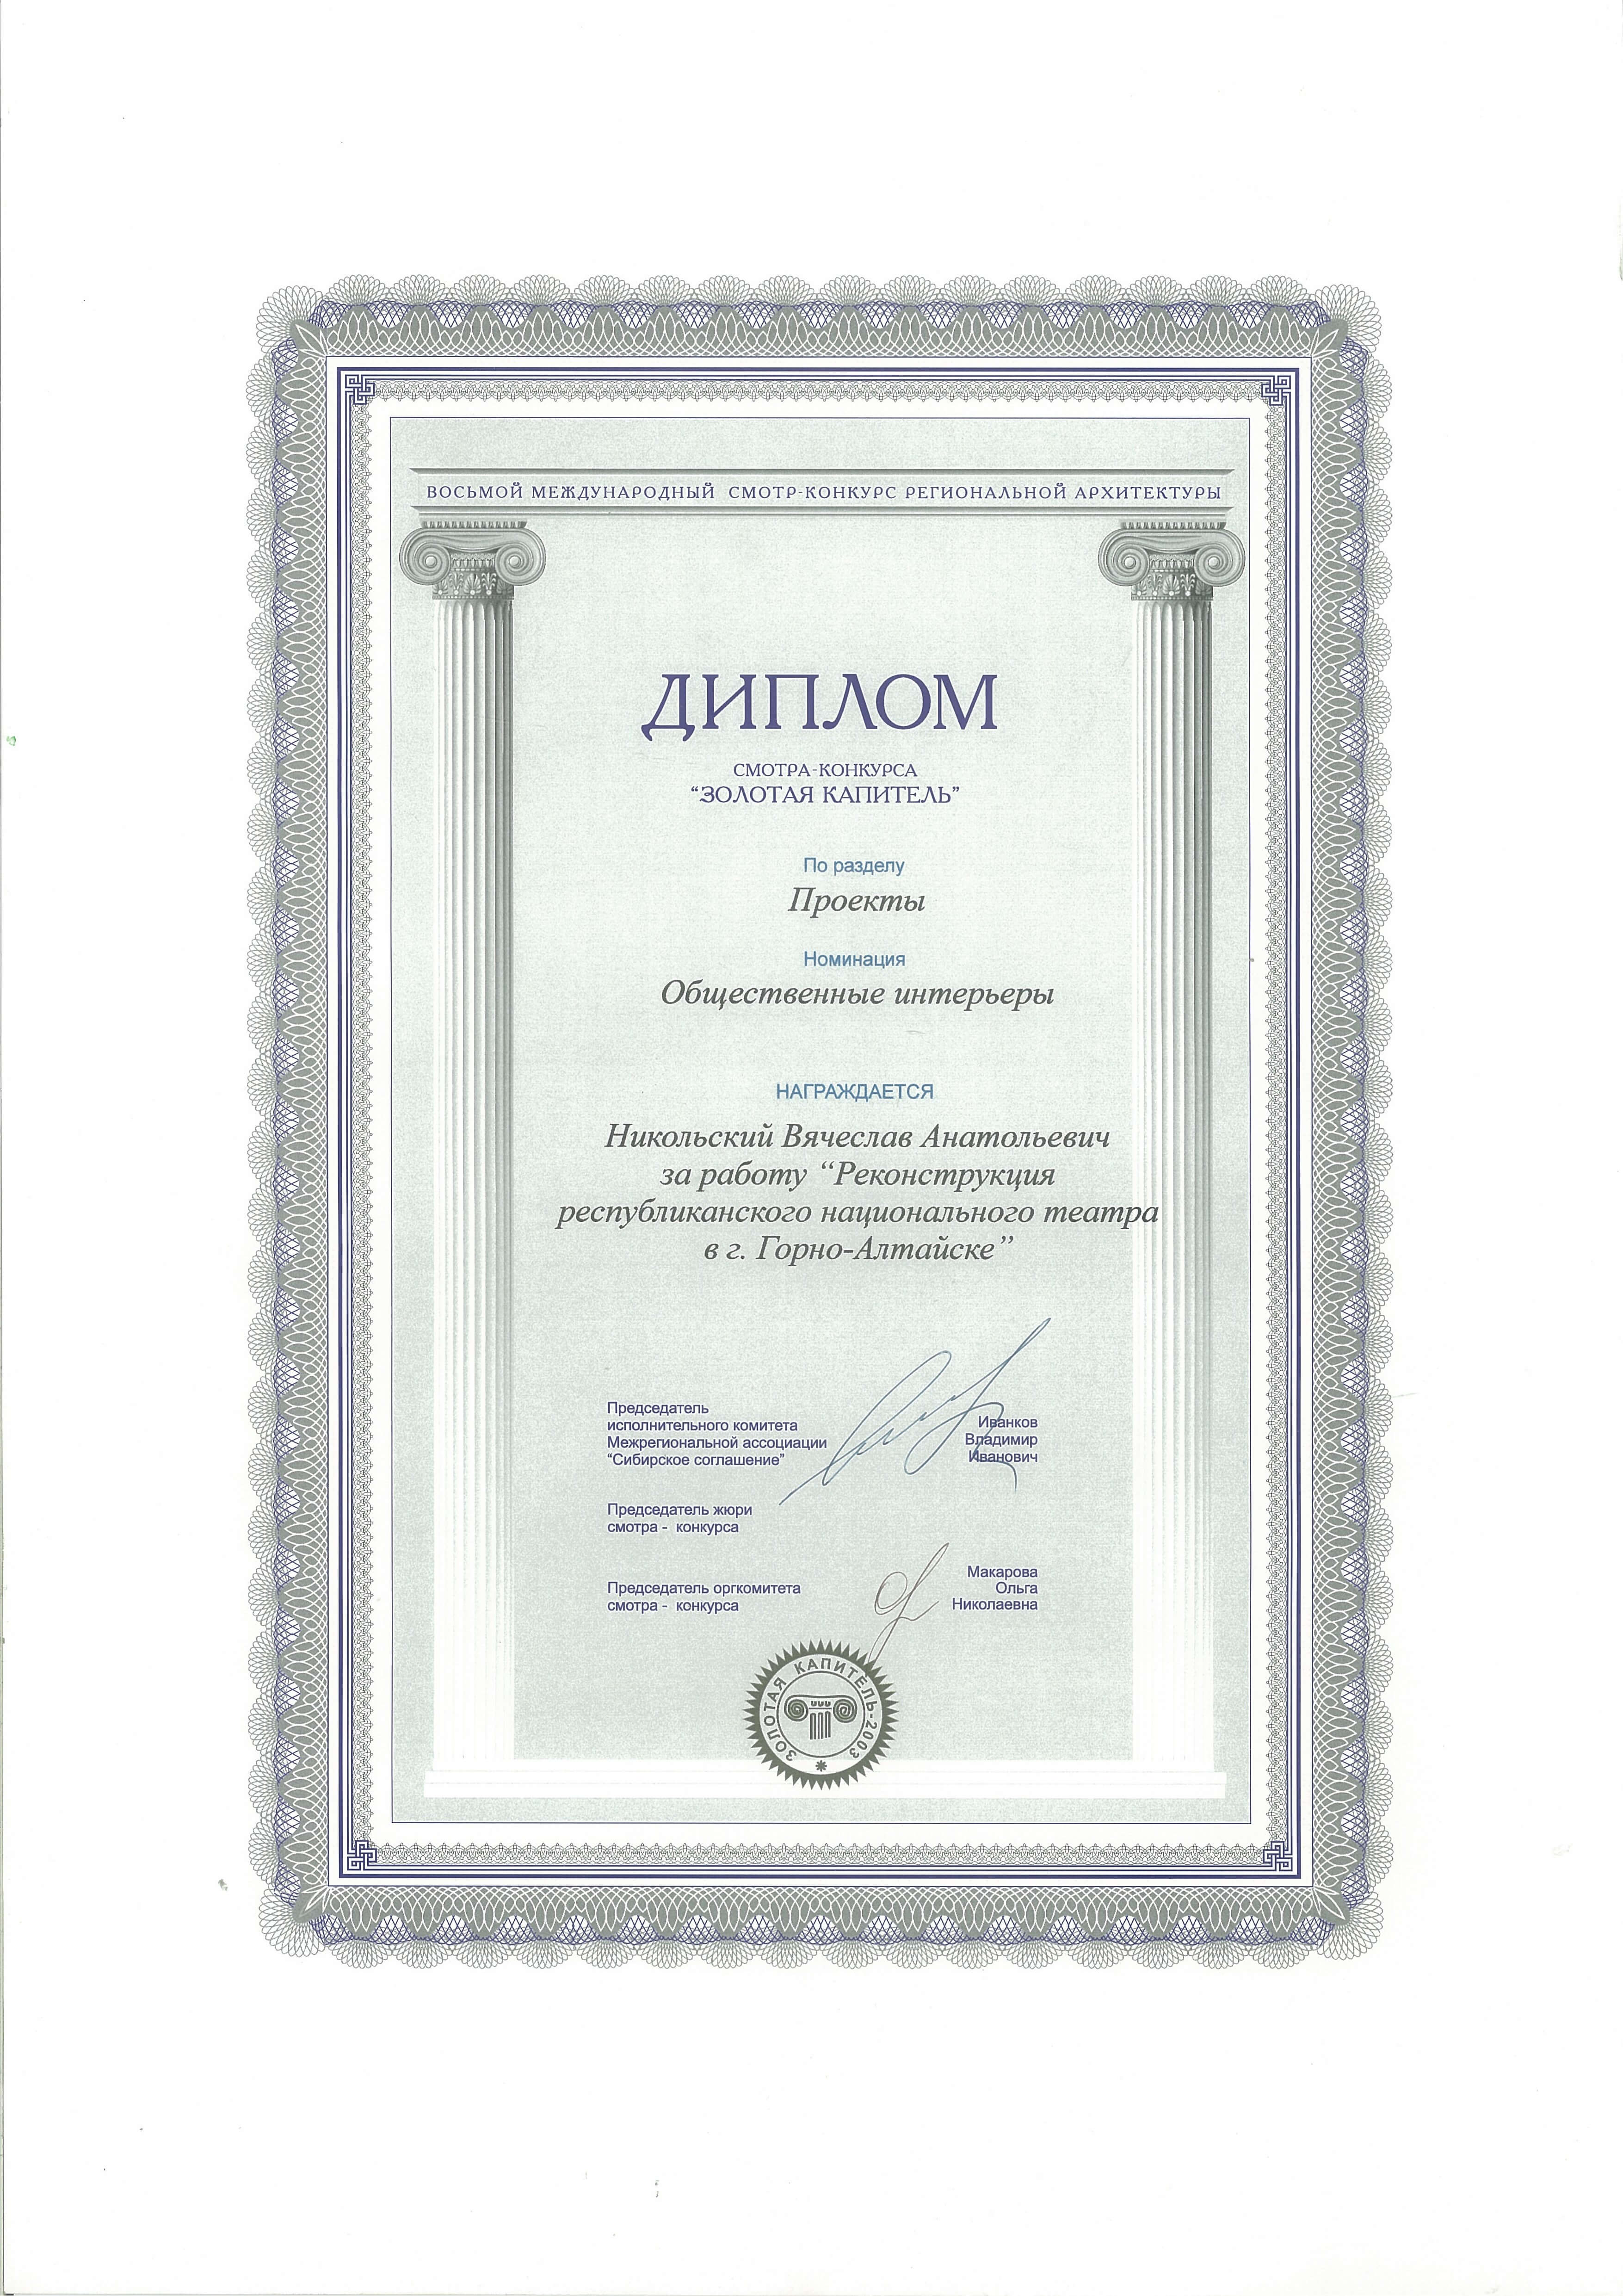 ВОСЬМОЙ МЕЖДУНАРОДНЫЙ СМОТР-КОНКУРС РЕГИОНАЛЬНОЙ АРХИТЕКТУРЫ
ДИПЛОМ
СМОТРА-КОНКУРСА
“ЗОЛОТАЯ КАПИТЕЛЬ”
По разделу
Проекты
Номинация
Общественные интерьеры
НАГРАЖДАЕТСЯ
Никольский Вячеслав Анатольевич
за работу “Реконструкция
республиканского национального театра
в г. Горно-Алтайске”
Председатель
исполнительного комитета
Межрегиональной ассоциации
“Сибирское соглашение”
Иванков
Владимир
Иванович
Председатель жюри
смотра - конкурса
Председатель оргкомитета
смотра - конкурса
Макарова
Ольга
Николаевна
ЗОЛОТАЯ КАПИТЕЛЬ-2003